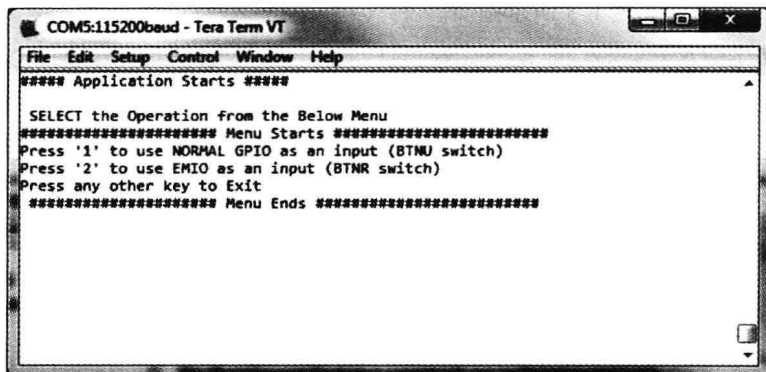 COM5:115200baud - Tera Term VT
File Edit Setup Control Window Help
##### Application Starts #####
SELECT the Operation from the Below Menu
###################### Menu Starts ########################
Press '1' to use NORMAL GPIO as an input (BTNU switch)
Press '2' to use EMIO as an input (BTNR switch)
Press any other key to Exit
##################### Menu Ends #########################